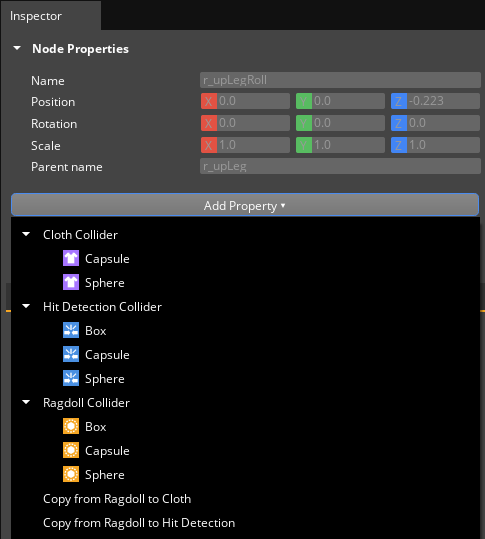 Inspector
Node Properties
Name r_upLegRoll
Position X 0.0 Y 0.0 Z -0.223
Rotation X 0.0 Y 0.0 Z 0.0
Scale X 1.0 Y 1.0 Z 1.0
Parent name r_upLeg
Add Property
Cloth Collider
Capsule
Sphere
Hit Detection Collider
Box
Capsule
Sphere
Ragdoll Collider
Box
Capsule
Sphere
Copy from Ragdoll to Cloth
Copy from Ragdoll to Hit Detection